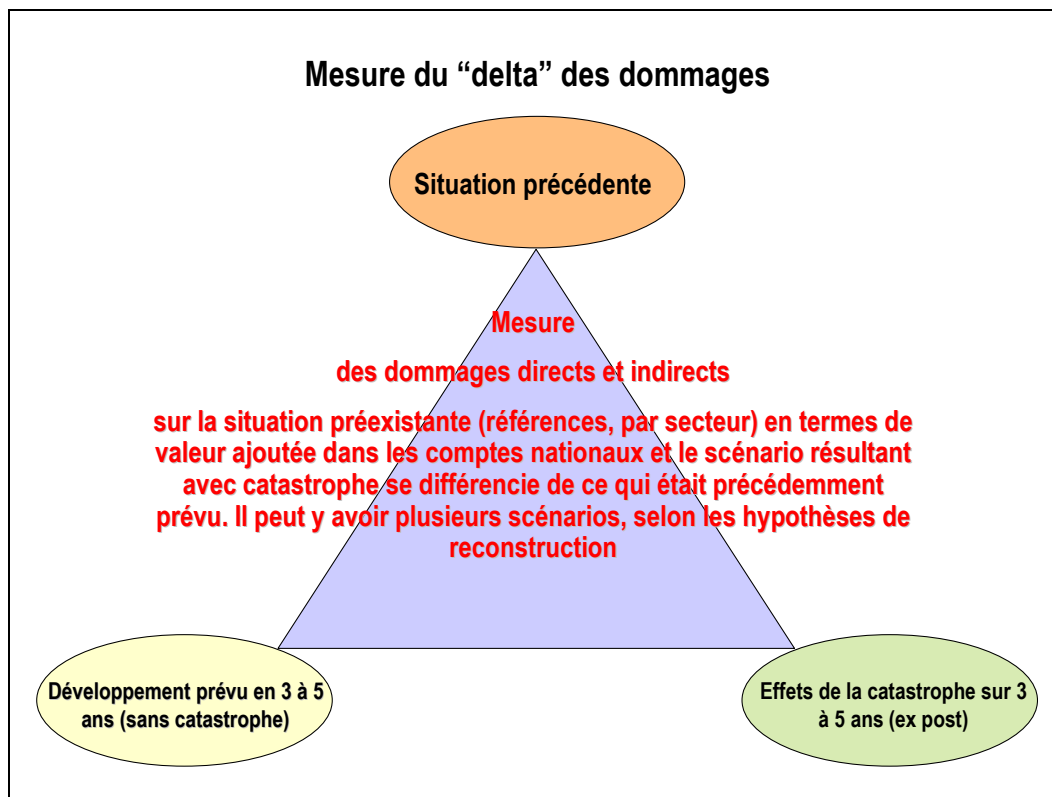 Mesure du “delta” des dommages
Situation précédente
Mesure
des dommages directs et indirects
sur la situation préexistante (références, par secteur) en termes de
valeur ajoutée dans les comptes nationaux et le scénario résultant
avec catastrophe se différencie de ce qui était précédemment
prévu. Il peut y avoir plusieurs scénarios, selon les hypothèses de
reconstruction
Développement prévu en 3 à 5
ans (sans catastrophe)
Effets de la catastrophe sur 3
à 5 ans (ex post)